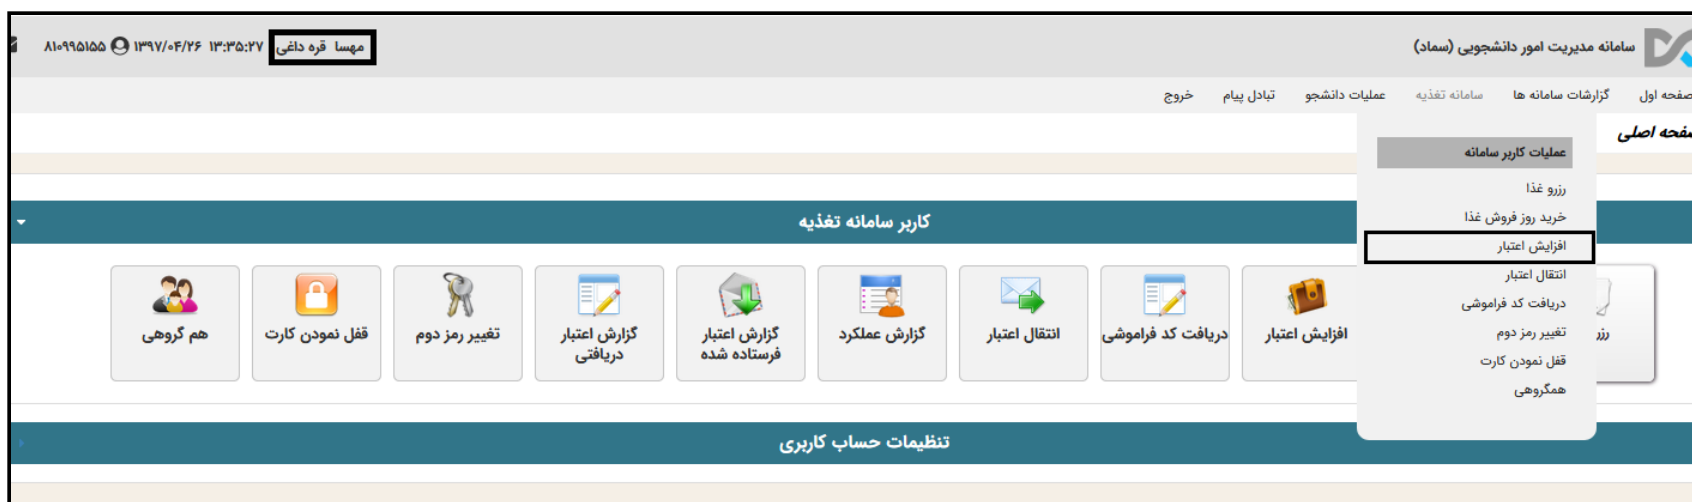 سامانه مدیریت امور دانشجویی (سماد)
مهسا قره داغی ۱۳:۳۵:۲۷ ۱۳۹۷/۰۴/۲۶ ۸۱۰۹۹۵۱۵۵
صفحه اول گزارشات سامانه ها سامانه تغذیه عملیات دانشجو تبادل پیام خروج
صفحه اصلی
عملیات کاربر سامانه
رزرو غذا
خرید روز فروش غذا
افزایش اعتبار
انتقال اعتبار
دریافت کد فراموشی
تغییر رمز دوم
قفل نمودن کارت
همگروهی
کاربر سامانه تغذیه
افزایش اعتبار
دریافت کد فراموشی
انتقال اعتبار
گزارش عملکرد
گزارش اعتبار
فرستاده شده
گزارش اعتبار
دریافتی
تغییر رمز دوم
قفل نمودن کارت
هم گروهی
تنظیمات حساب کاربری